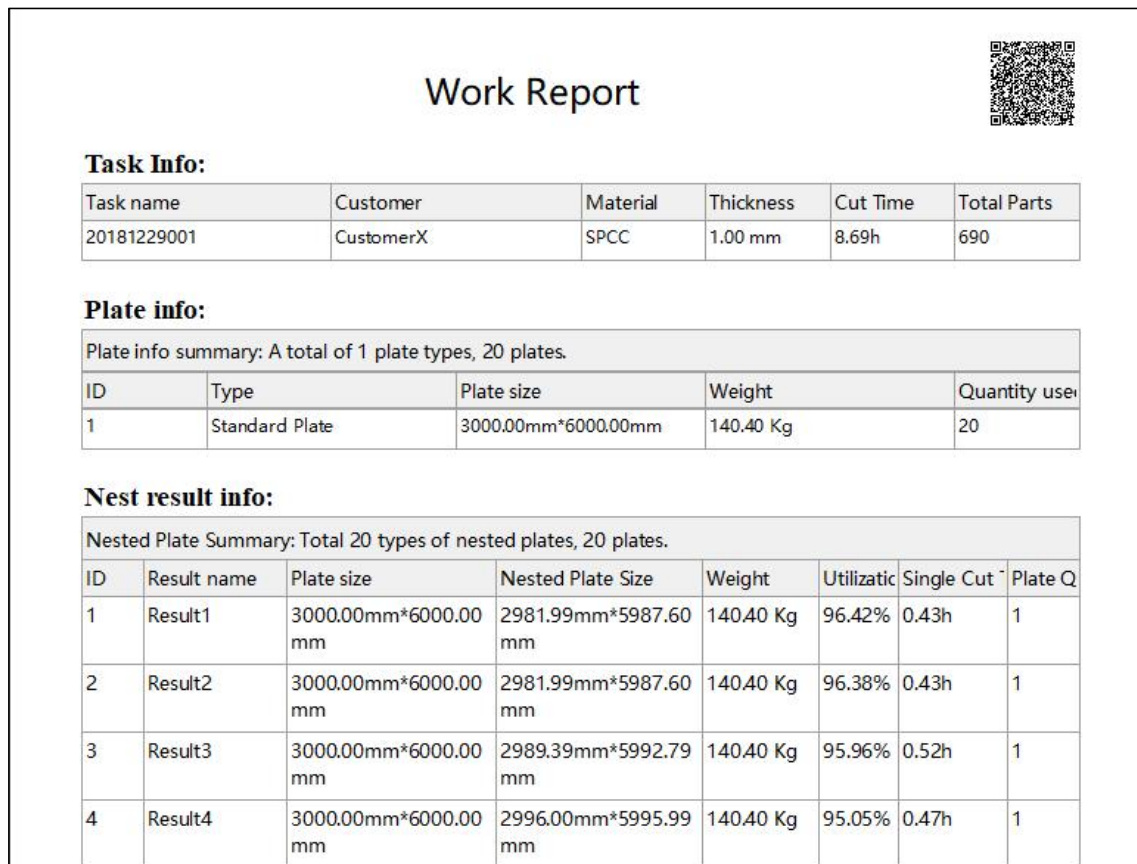 Work Report
Task Info:
Task name Customer Material Thickness Cut Time Total Parts
20181229001 CustomerX SPCC 1.00 mm 8.69h 690
Plate info:
Plate info summary: A total of 1 plate types, 20 plates.
ID Type Plate size Weight Quantity use
1 Standard Plate 3000.00mm*6000.00mm 140.40 Kg 20
Nest result info:
Nested Plate Summary: Total 20 types of nested plates, 20 plates.
ID Result name Plate size Nested Plate Size Weight Utilizatic Single Cut Plate Q
1 Result1 3000.00mm*6000.00 2981.99mm*5987.60 140.40 Kg 96.42% 0.43h 1
mm mm
2 Result2 3000.00mm*6000.00 2981.99mm*5987.60 140.40 Kg 96.38% 0.43h 1
mm mm
3 Result3 3000.00mm*6000.00 2989.39mm*5992.79 140.40 Kg 95.96% 0.52h 1
mm mm
4 Result4 3000.00mm*6000.00 2996.00mm*5995.99 140.40 Kg 95.05% 0.47h 1
mm mm